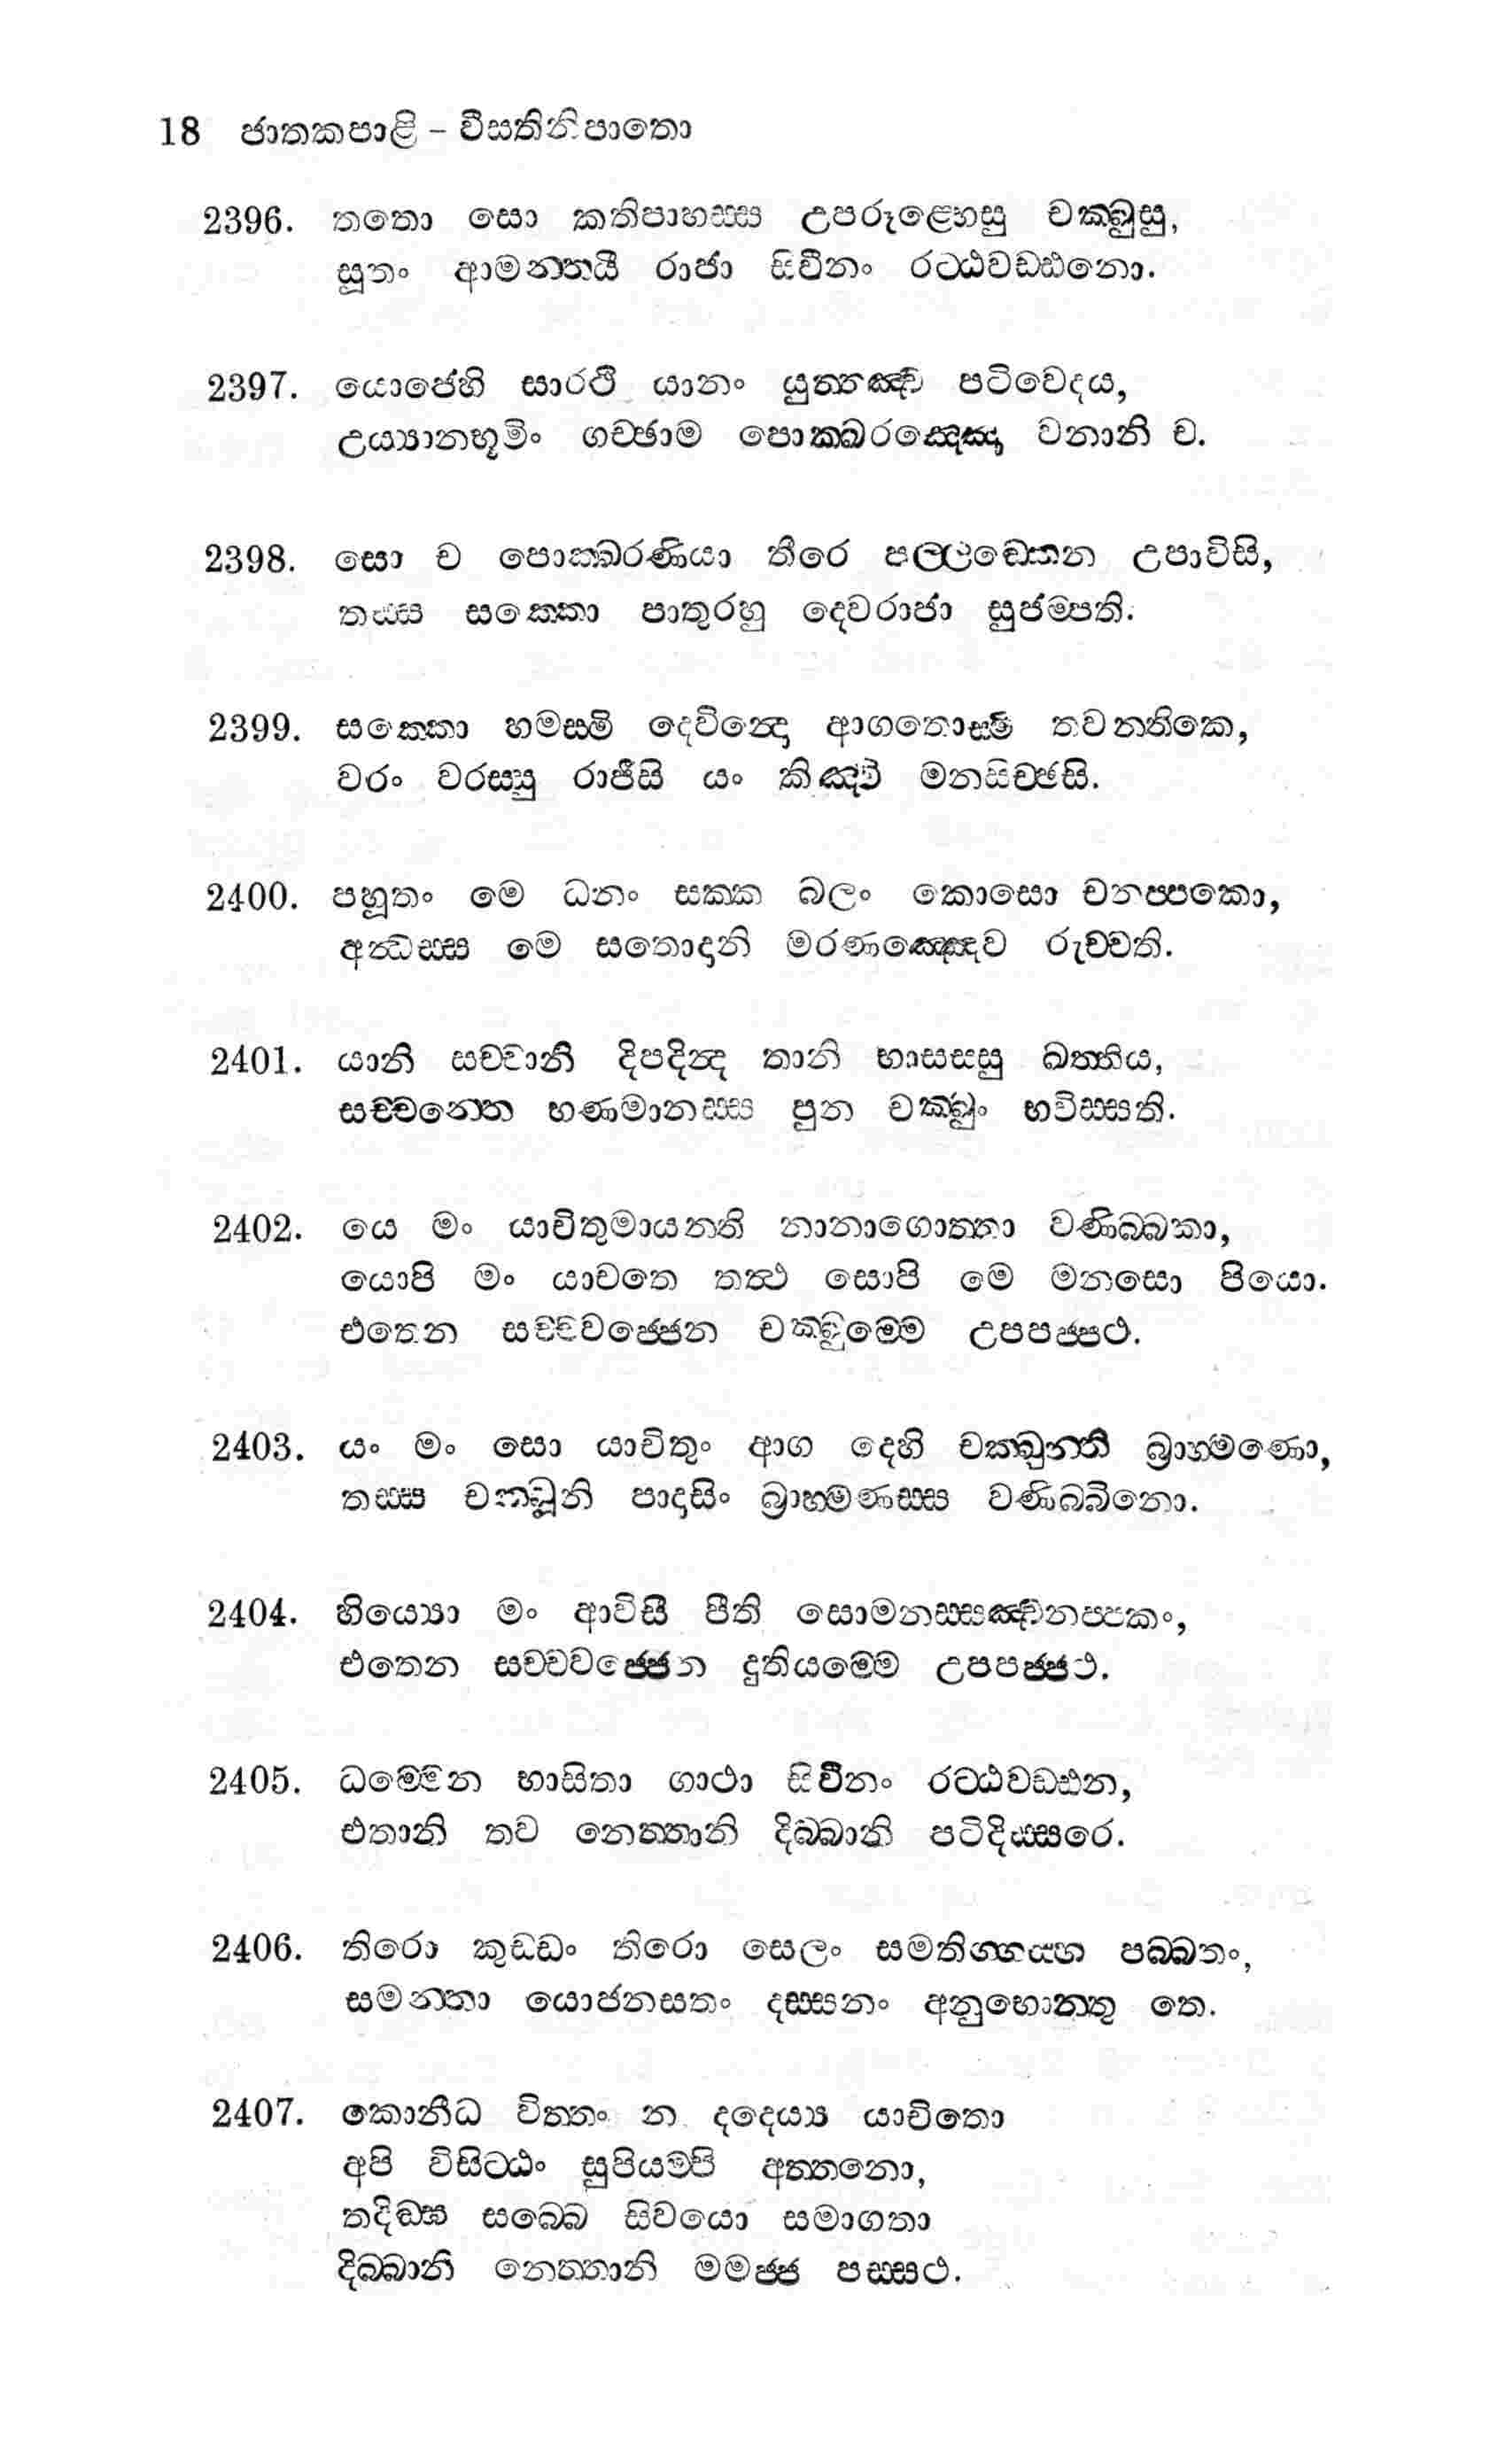 18 ජාතකපාළි – වීසතිනිපාතො
2396. තතො සො කතිපාහස්ස උපරූළෙහසු චක්ඛුසු,
සූතං ආමන්තයී රාජා සිවීනං රට්ඨවඩ්ඪනො.
2397. යොජෙහි සාරථි යානං යුත්තඤ්ච පටිවෙදය,
උය්‍යානභූමිං ගච්ඡාම පොක්ඛරඤ්ඤෙ වනානි ච.
2398. සො ච පොක්ඛරණියා තීරෙ පල්ලඞ්කෙන උපාවිසි,
තස්ස සක්කො පාතුරහු දෙවරාජා සුජම්පති.
2399. සක්කො හමස්මි දෙවින්දො ආගතොස්මි තවන්තිකෙ,
වරං වරස්සු රාජීසි යං කිඤ්චි මනසිච්ඡසි.
2400. පහූතං මෙ ධනං සක්ක බලං කොසො චනප්පකො,
අන්ධස්ස මෙ සතොදානි මරණඤ්ඤෙව රුච්චති.
2401. යානි සච්චානි දිපදින්ද තානි භාසස්සු ඛත්තිය,
සච්චන්තෙ භණමානස්ස පුන චක්ඛුං භවිස්සති.
2402. යෙ මං යාචිතුමායන්ති නානාගොත්තා වණිබ්බකා,
යොපි මං යාචතෙ තත්ථ සොපි මෙ මනසො පියො.
එතෙන සච්චවජ්ජෙන චක්ඛුම්මෙ උපපජ්ජථ.
2403. යං මං සො යාචිතුං ආග දෙහි චක්ඛුන්ති බ්‍රාහ්මණො,
තස්ස චක්ඛූනි පාදාසිං බ්‍රාහ්මණස්ස වණිබ්බිනො.
2404. භිය්‍යො මං ආවිසී පීති සොමනස්සඤ්චනප්පකං,
එතෙන සච්චවජ්ජෙන දුතියම්මෙ උපපජ්ජථ.
2405. ධම්මෙන භාසිතා ගාථා සිවීනං රට්ඨවඩ්ඪන,
එතානි තව නෙත්තානි දිබ්බානි පටිදිස්සරෙ.
2406. තිරො කුඩ්ඩං තිරො සෙලං සමතිග්ගය්හ පබ්බතං,
සමන්තා යොජනසතං දස්සනං අනුභොන්තු තෙ.
2407. කොනීධ විත්තං න දදෙය්‍ය යාචිතො
අපි විසිට්ඨං සුපියම්පි අත්තනො,
තදිඞ්ඝ සබ්බෙ සිවයො සමාගතා
දිබ්බානි නෙත්තානි මමජ්ජ පස්සථ.